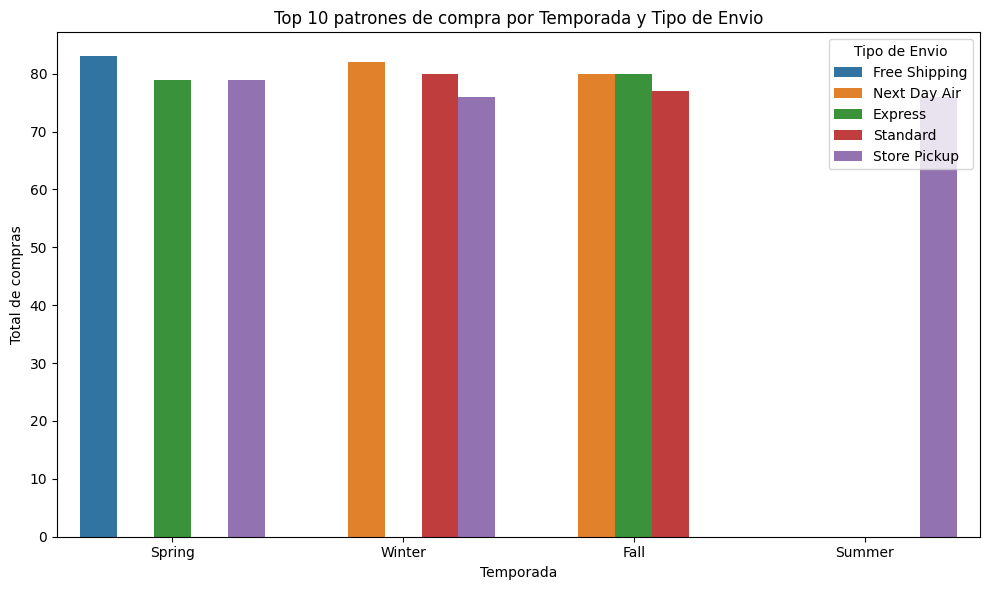 Top 10 patrones de compra por Temporada y Tipo de Envio
Tipo de Envio
Free Shipping
Next Day Air
Express
Standard
Store Pickup
Total de compras
80
70
60
50
40
30
20
10
0
Spring
Winter
Fall
Summer
Temporada